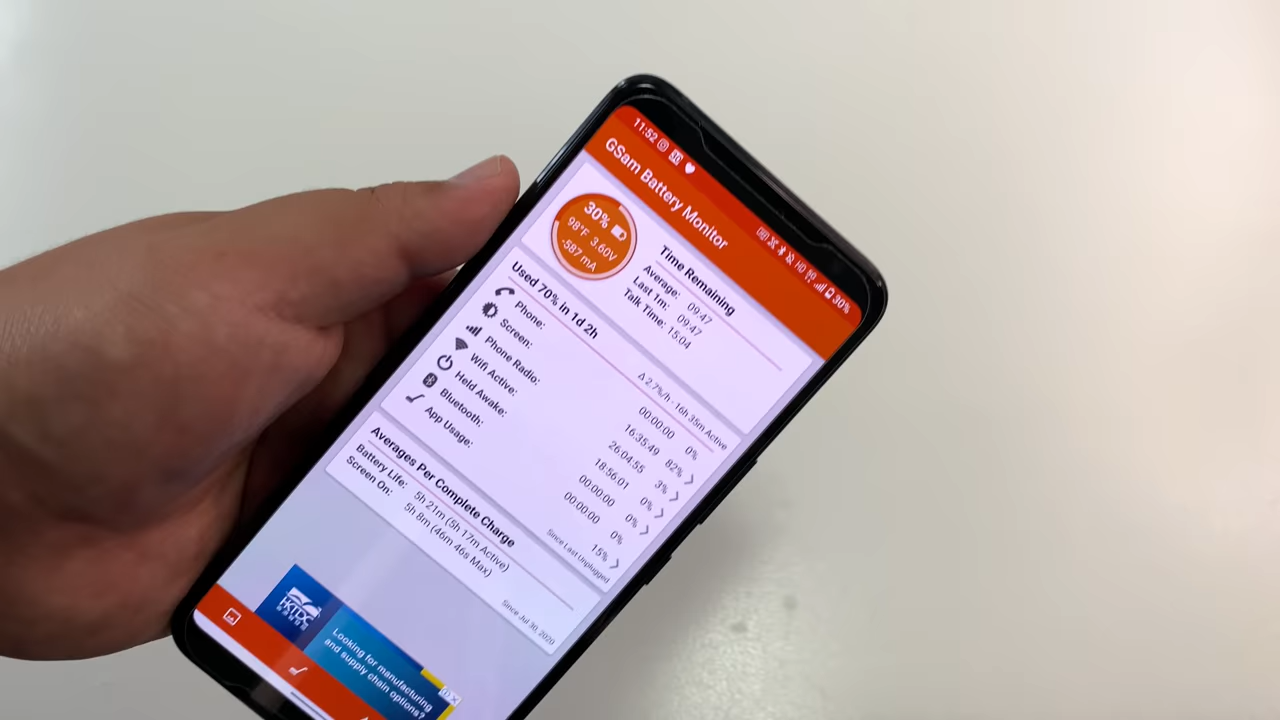 11:52
30%
GSam Battery Monitor
30%
98°F 3.60V
-587 mA
Time Remaining
Average: 09:47
Last 1m: 09:47
Talk Time: 15:04
Used 70% in 1d 2h
Δ 2.7%/h · 16h 35m Active
Phone: 00:00:00 0%
Screen: 16:35:49 82%
Phone Radio: 26:04:55 3%
Wifi Active: 18:56:01 0%
Held Awake: 00:00:00 0%
Bluetooth: 00:00:00 0%
App Usage: 15%
Since Last Unplugged
Averages Per Complete Charge
Battery Life: 5h 21m (5h 17m Active)
Screen On: 5h 8m (46m 46s Max)
Since Jul 30, 2020
HKTDC
Looking for manufacturing
and supply chain options?